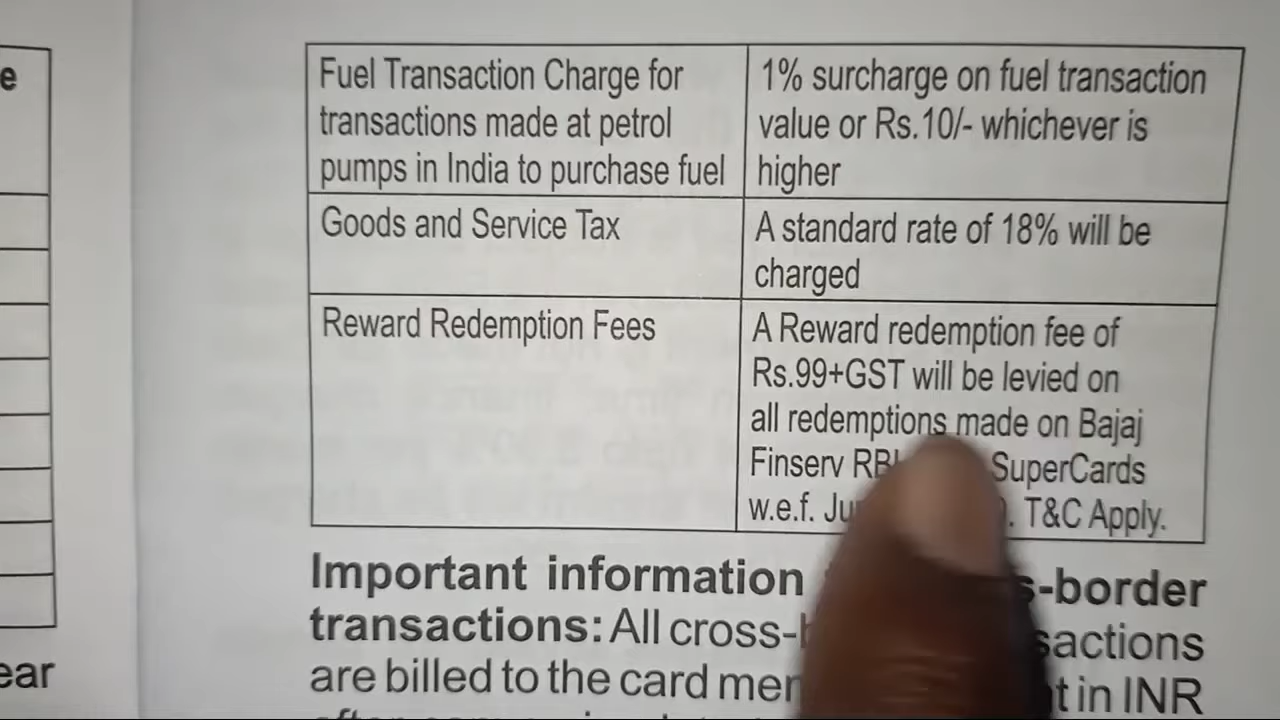 e
ear
Fuel Transaction Charge for
transactions made at petrol
pumps in India to purchase fuel
1% surcharge on fuel transaction
value or Rs.10/- whichever is
higher
Goods and Service Tax
A standard rate of 18% will be
charged
Reward Redemption Fees
A Reward redemption fee of
Rs.99+GST will be levied on
all redemptions made on Bajaj
Finserv SuperCards
w.e.f. T&C Apply.
Important information -border
transactions: All
are billed to the card in INR